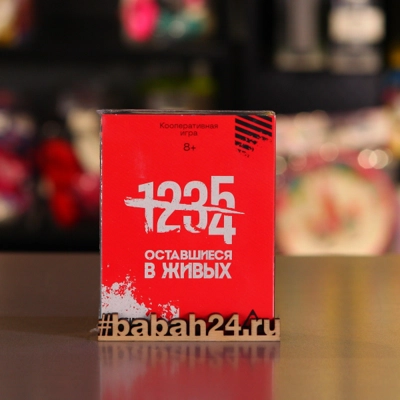 Кооперативная
игра
8+
1235
4
ОСТАВШИЕСЯ
В ЖИВЫХ
#babah24.ru